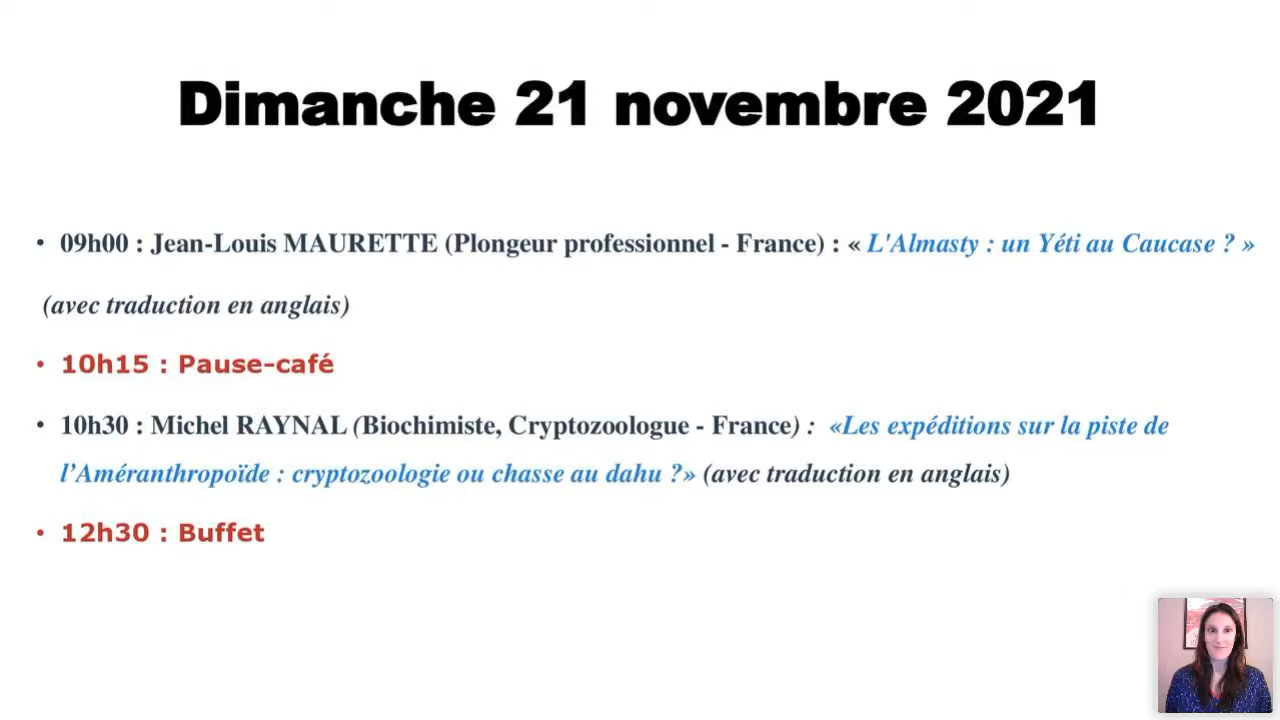 Dimanche 21 novembre 2021
• 09h00 : Jean-Louis MAURETTE (Plongeur professionnel - France) : « L'Almasty : un Yéti au Caucase ? »
(avec traduction en anglais)
• 10h15 : Pause-café
• 10h30 : Michel RAYNAL (Biochimiste, Cryptozoologue - France) : «Les expéditions sur la piste de
l’Améranthropoïde : cryptozoologie ou chasse au dahu ?» (avec traduction en anglais)
• 12h30 : Buffet